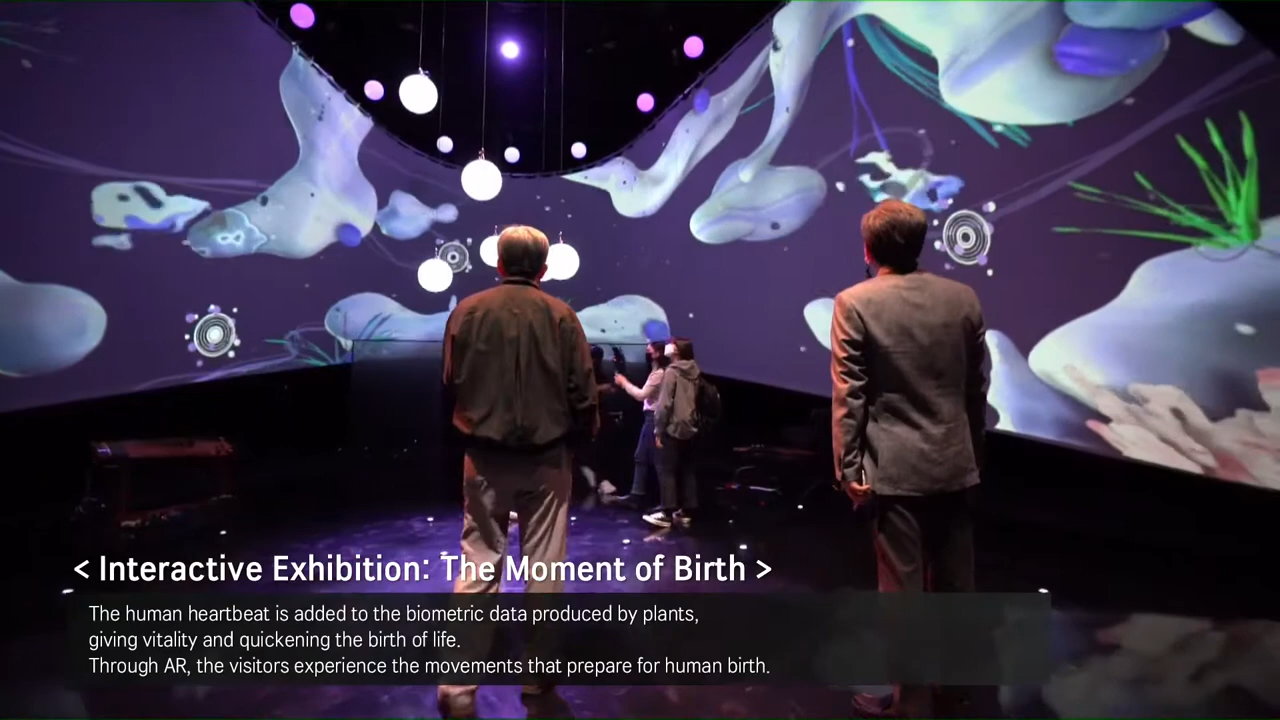 < Interactive Exhibition: The Moment of Birth >
The human heartbeat is added to the biometric data produced by plants,
giving vitality and quickening the birth of life.
Through AR, the visitors experience the movements that prepare for human birth.